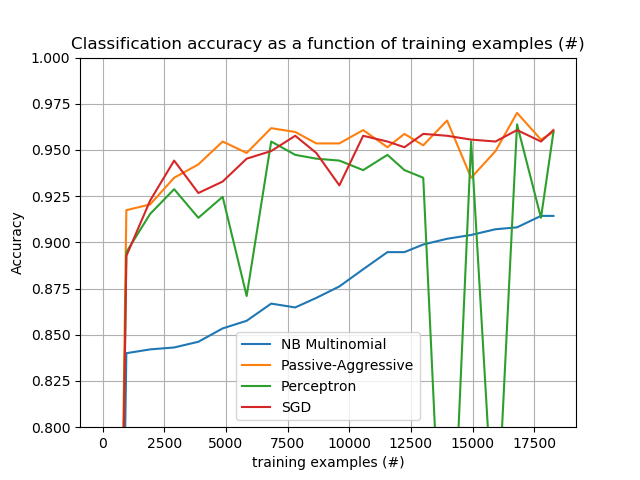 Classification accuracy as a function of training examples (#)
1.000
0.975
0.950
0.925
0.900
0.875
0.850
0.825
0.800
Accuracy
NB Multinomial
Passive-Aggressive
Perceptron
SGD
0 2500 5000 7500 10000 12500 15000 17500
training examples (#)